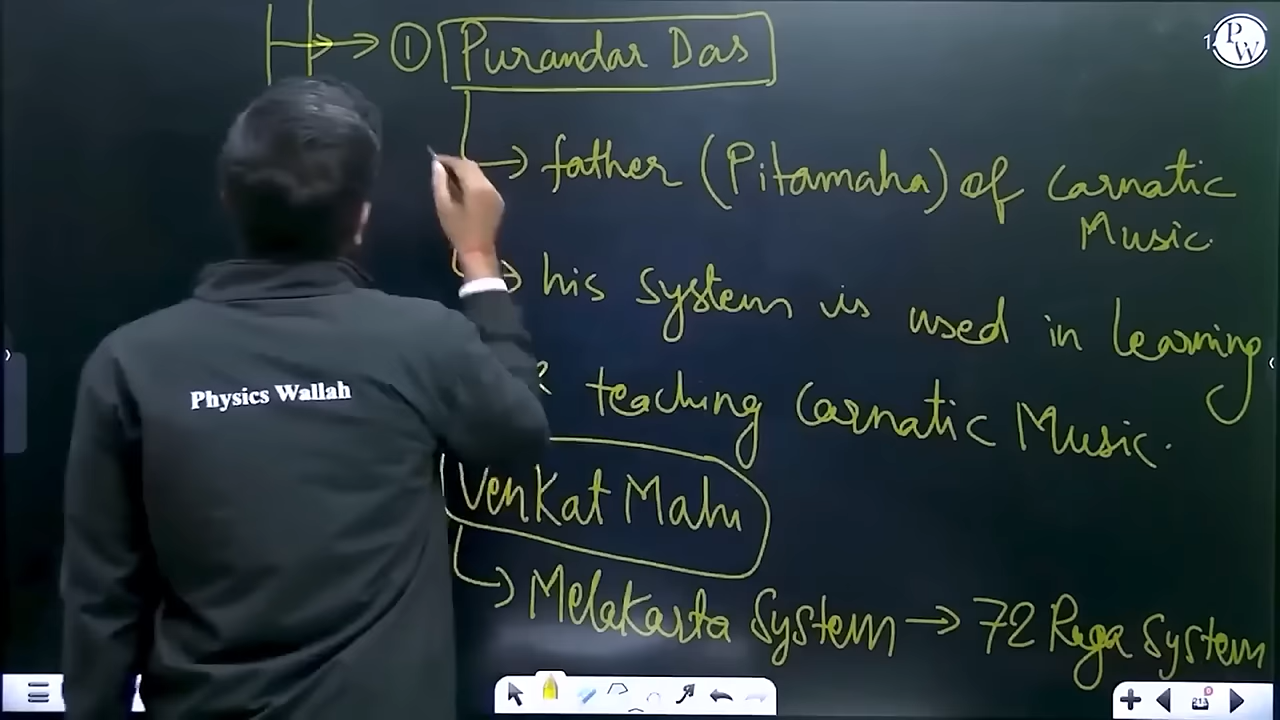 ① Purandar Das
father (Pitamaha) of Carnatic
Music.
his system is used in learning
& teaching Carnatic Music.
Venkat Mahi
Melakarta System → 72 Raga System
Physics Wallah
PW